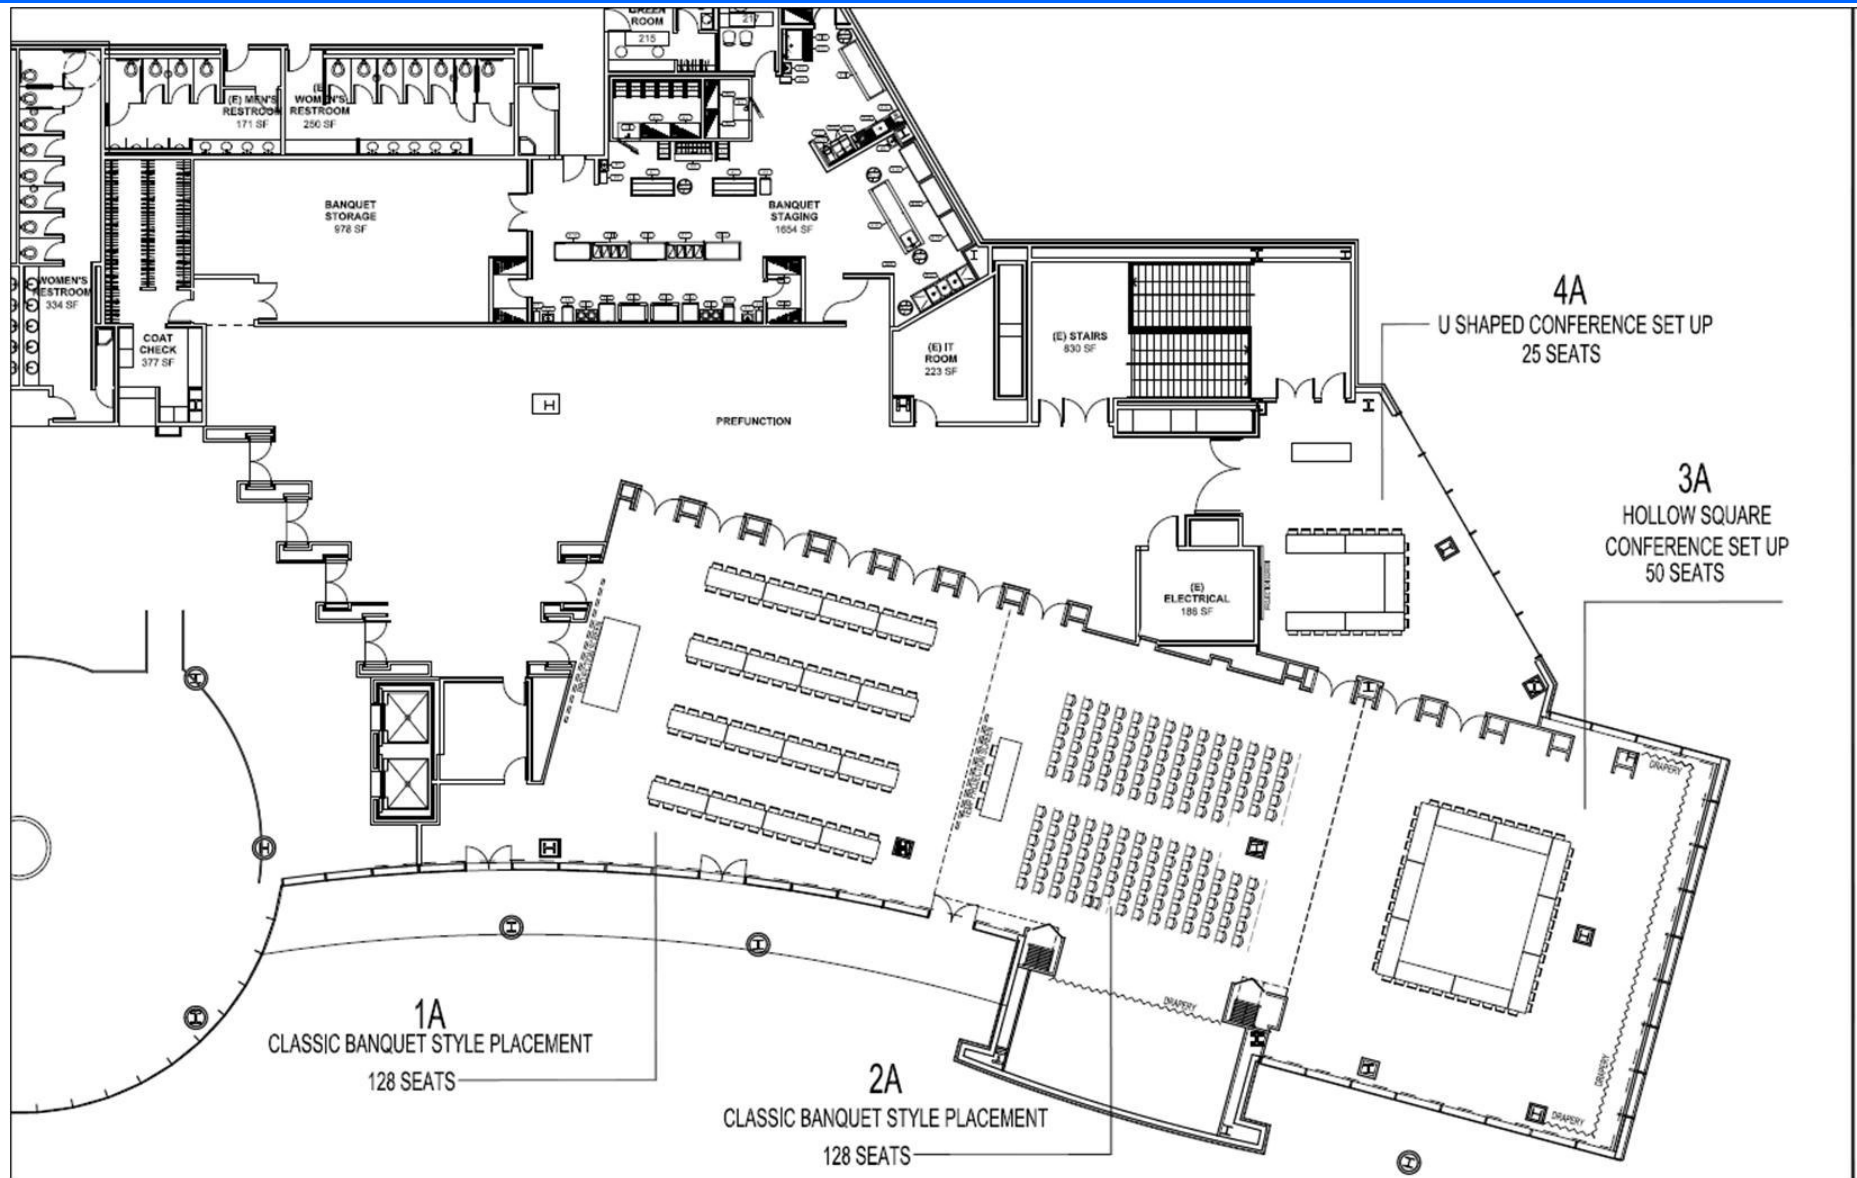 GREEN
ROOM
215
217
(E) MEN'S
RESTROOM
171 SF
(E)
WOMEN'S
RESTROOM
250 SF
BANQUET
STORAGE
978 SF
BANQUET
STAGING
1654 SF
WOMEN'S
RESTROOM
334 SF
COAT
CHECK
377 SF
(E) IT
ROOM
223 SF
(E) STAIRS
630 SF
PREFUNCTION
4A
U SHAPED CONFERENCE SET UP
25 SEATS
3A
HOLLOW SQUARE
CONFERENCE SET UP
50 SEATS
(E)
ELECTRICAL
186 SF
DRAPERY
DRAPERY
DRAPERY
DRAPERY
1A
CLASSIC BANQUET STYLE PLACEMENT
128 SEATS
2A
CLASSIC BANQUET STYLE PLACEMENT
128 SEATS